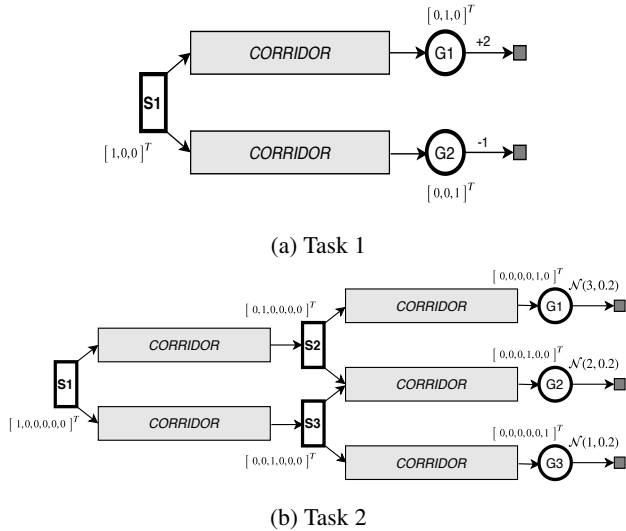 [0,1,0]^T
CORRIDOR
G1
+2
S1
[1,0,0]^T
CORRIDOR
G2
-1
[0,0,1]^T
(a) Task 1
[0,0,0,0,1,0]^T
N(3,0.2)
CORRIDOR
G1
[0,1,0,0,0,0]^T
CORRIDOR
S2
[0,0,0,1,0,0]^T
N(2,0.2)
S1
CORRIDOR
G2
[1,0,0,0,0,0]^T
CORRIDOR
S3
[0,0,0,0,0,1]^T
N(1,0.2)
[0,0,1,0,0,0]^T
CORRIDOR
G3
(b) Task 2